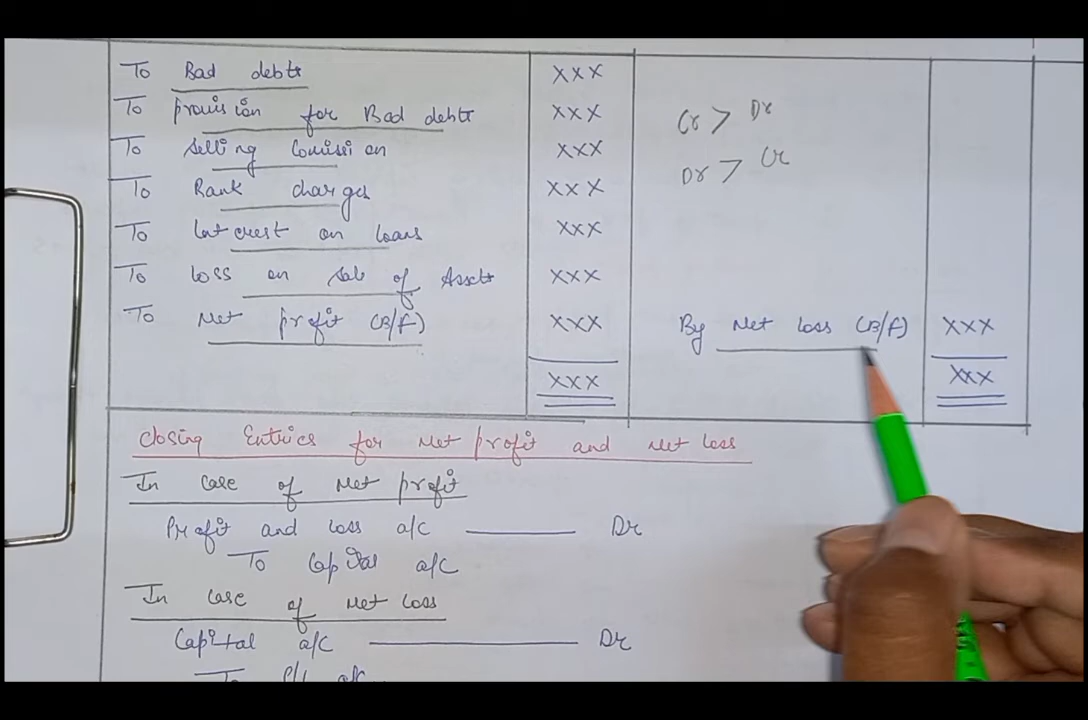 To Bad debts XXX
To provision for Bad debts XXX Cr > Dr
To Selling Comission XXX Dr > Cr
To Bank charges XXX
To Interest on loans XXX
To loss on sale of Assets XXX
To Net profit (B/f) XXX By Net loss (B/f) XXX
XXX XXX
Closing Entries for Net profit and Net loss
In case of Net profit
Profit and loss a/c Dr
To Capital a/c
In case of Net loss
Capital a/c Dr
To P/L a/c